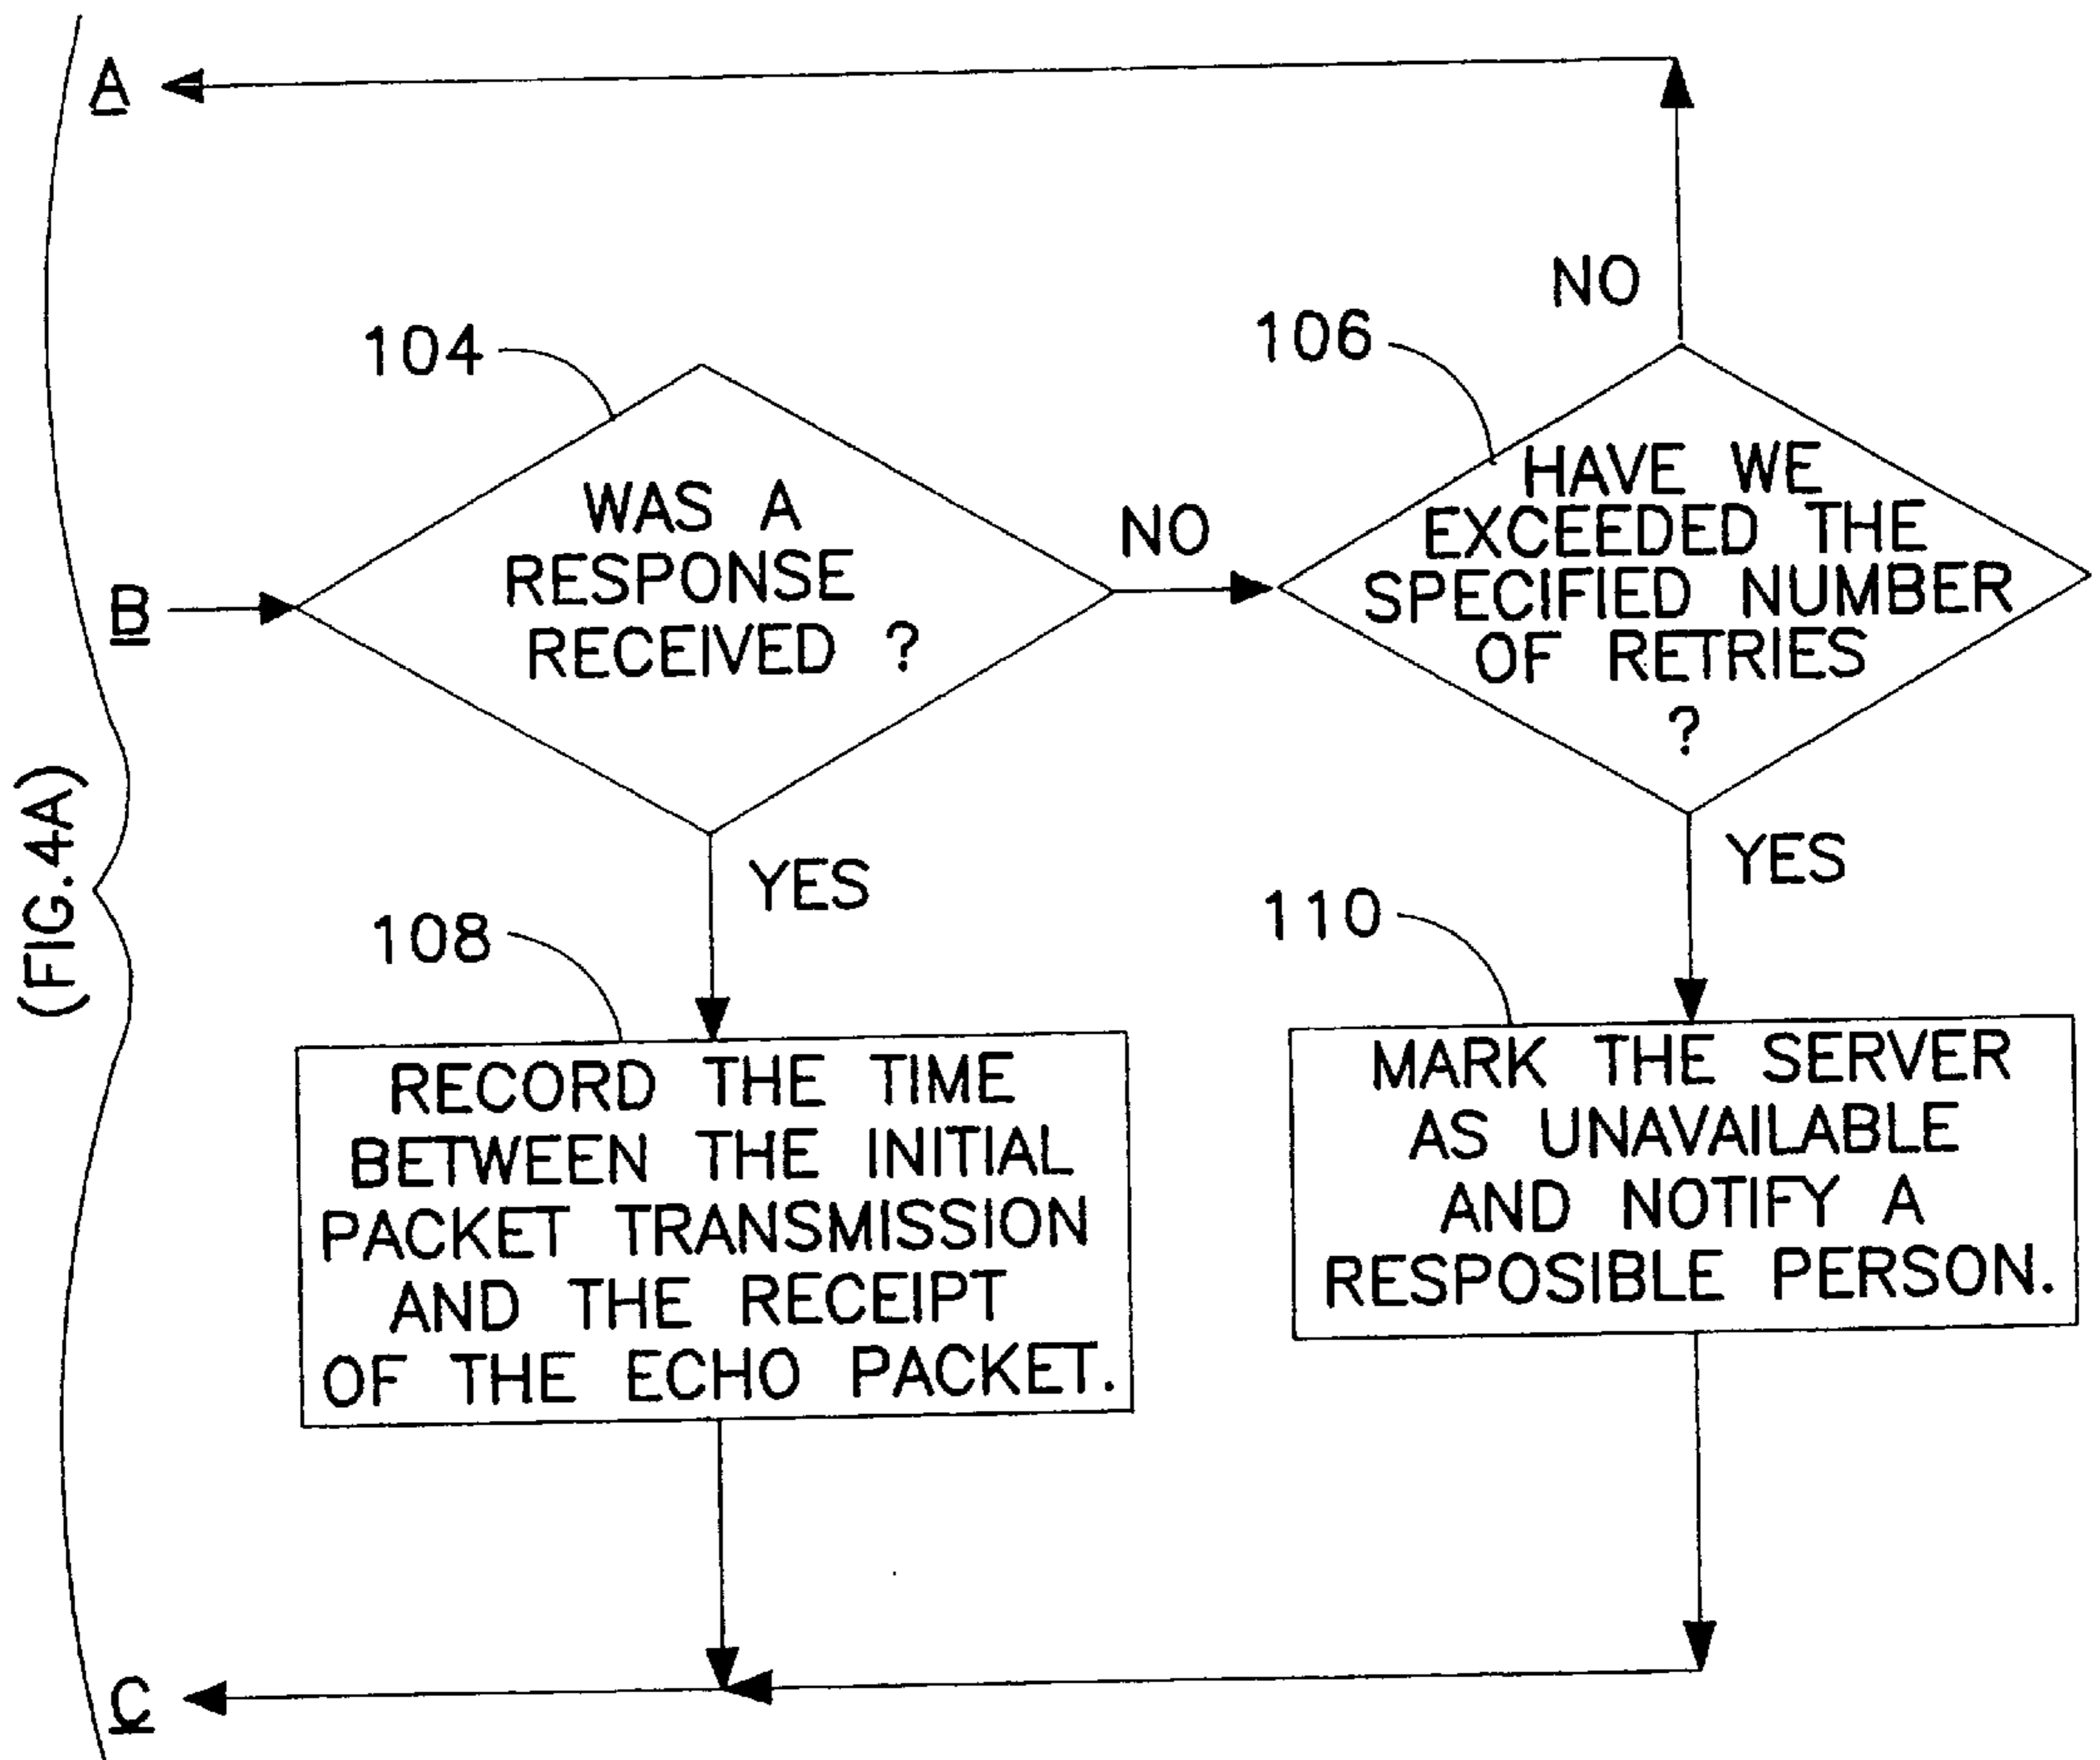 A
NO
104
106
WAS A
RESPONSE
RECEIVED ?
NO
HAVE WE
EXCEEDED THE
SPECIFIED NUMBER
OF RETRIES
?
B
(FIG.4A)
YES
YES
108
110
RECORD THE TIME
BETWEEN THE INITIAL
PACKET TRANSMISSION
AND THE RECEIPT
OF THE ECHO PACKET.
MARK THE SERVER
AS UNAVAILABLE
AND NOTIFY A
RESPOSIBLE PERSON.
C